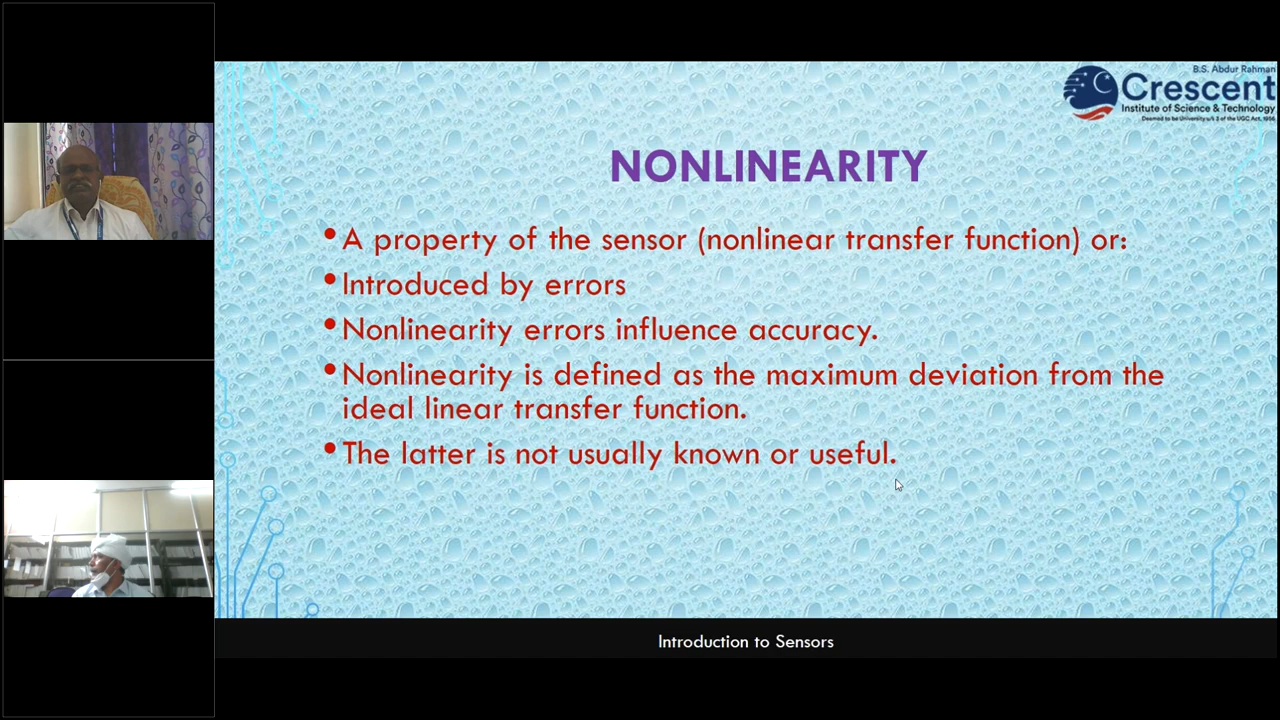 B.S. Abdur Rahman
Crescent
Institute of Science & Technology
Deemed to be University u/s 3 of the UGC Act, 1956
NONLINEARITY
• A property of the sensor (nonlinear transfer function) or:
• Introduced by errors
• Nonlinearity errors influence accuracy.
• Nonlinearity is defined as the maximum deviation from the
ideal linear transfer function.
• The latter is not usually known or useful.
Introduction to Sensors